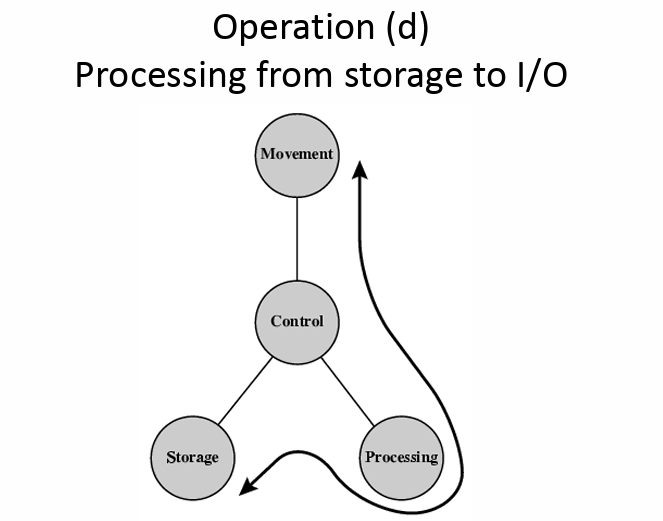 Operation (d)
Processing from storage to I/O
Movement
Control
Storage
Processing